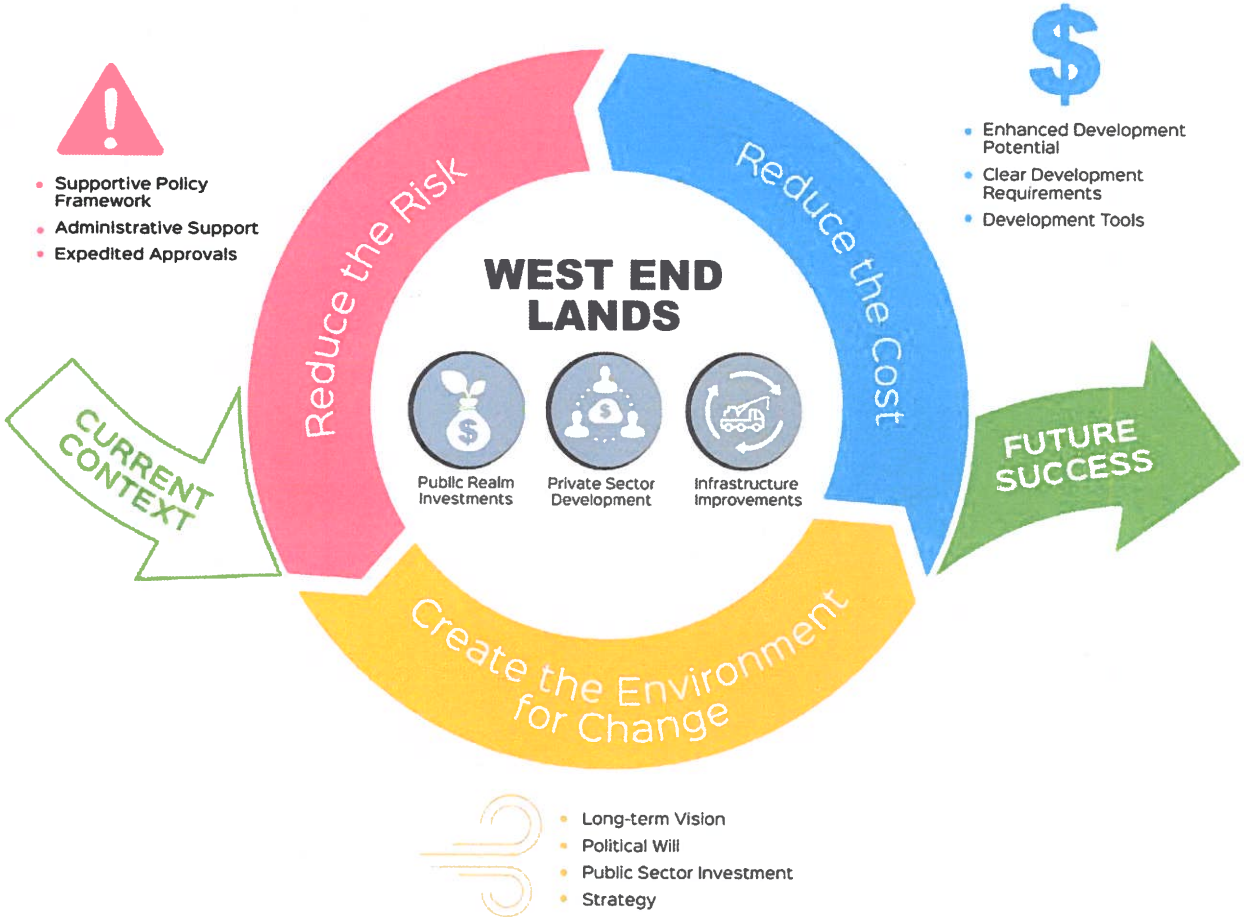 $
Supportive Policy
Framework
Administrative Support
Expedited Approvals
Enhanced Development
Potential
Clear Development
Requirements
Development Tools
Reduce the Risk
Reduce the Cost
WEST END
LANDS
$
$
Public Realm
Investments
Private Sector
Development
Infrastructure
Improvements
CURRENT
CONTEXT
FUTURE
SUCCESS
Create the Environment
for Change
Long-term Vision
Political Will
Public Sector Investment
Strategy